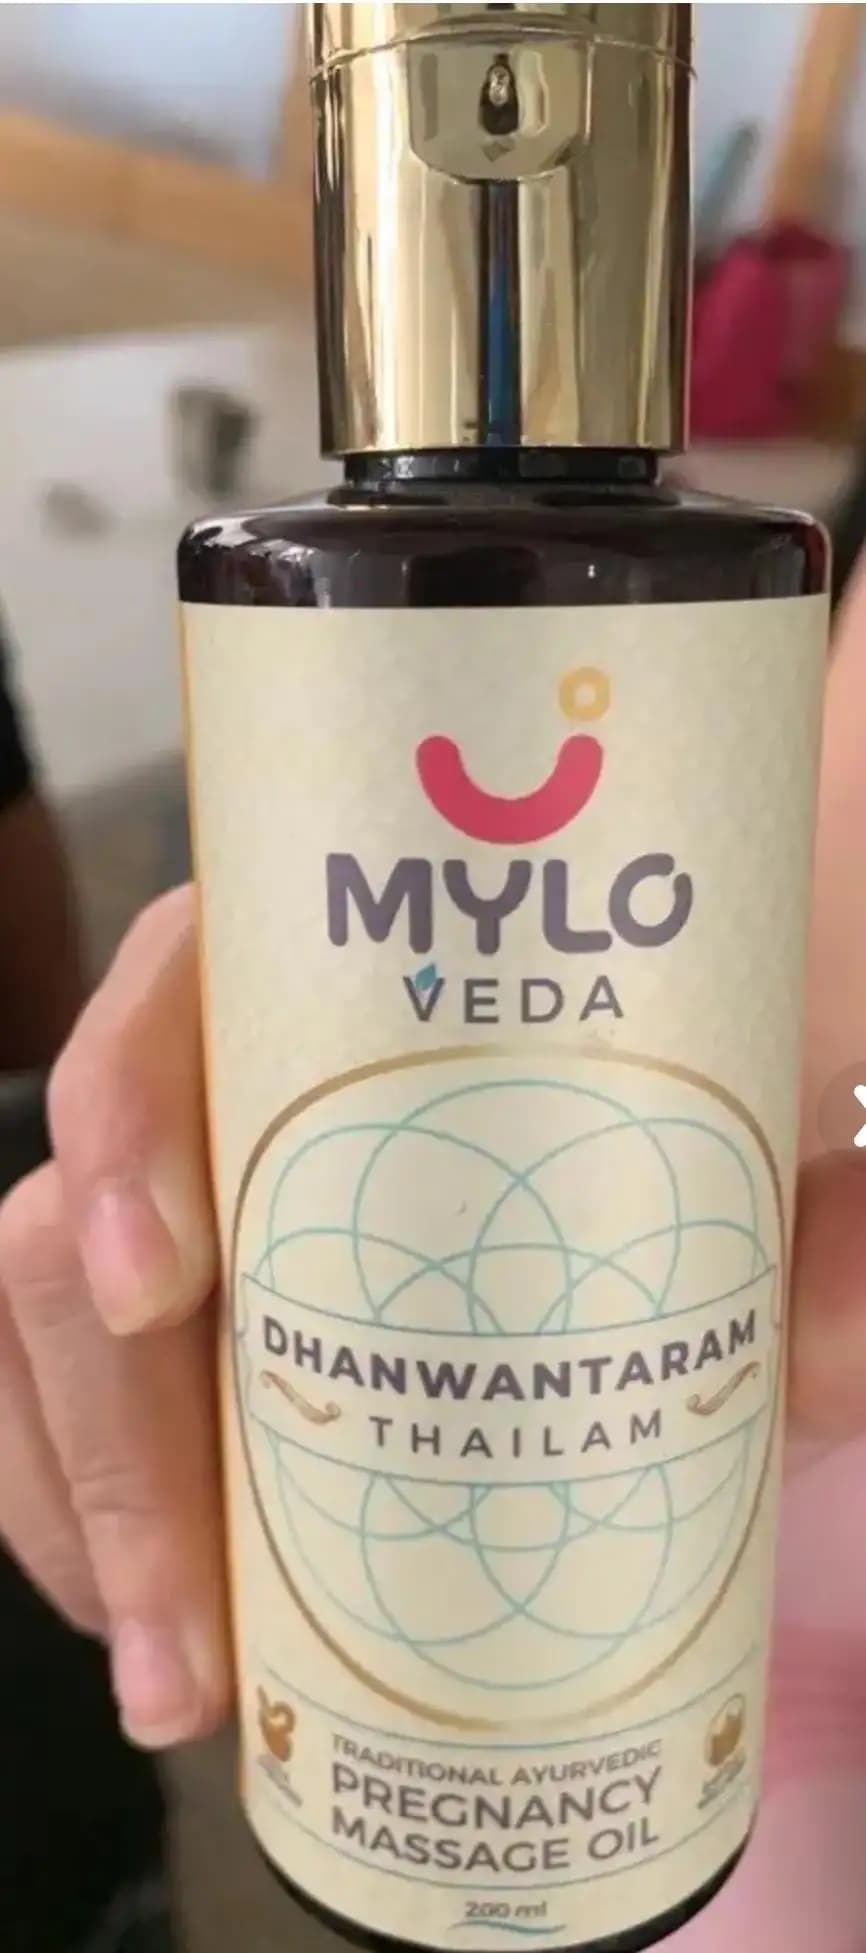 MYLO
VEDA
DHANWANTARAM
THAILAM
TRADITIONAL AYURVEDIC
PREGNANCY
MASSAGE OIL
200 ml